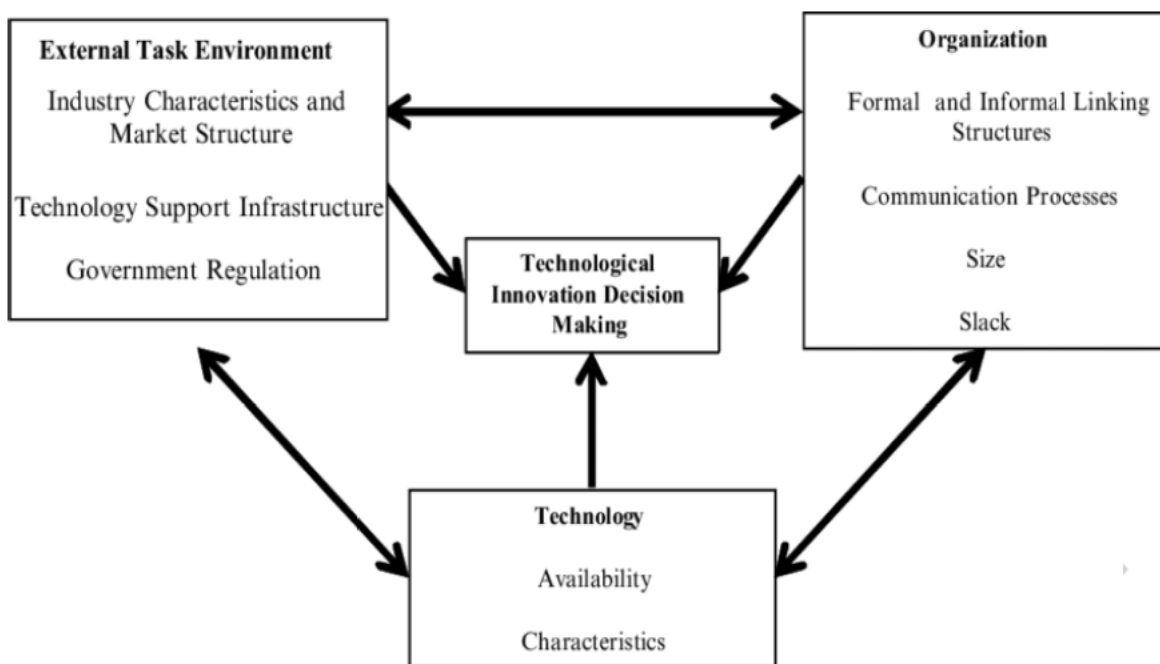 External Task Environment
Industry Characteristics and
Market Structure
Technology Support Infrastructure
Government Regulation
Organization
Formal and Informal Linking
Structures
Communication Processes
Size
Slack
Technological
Innovation Decision
Making
Technology
Availability
Characteristics